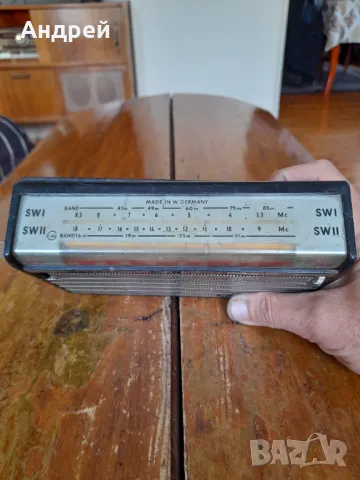 Андрей
MADE IN W. GERMANY
SWI BAND 41m 49m 60m 75m 85m SWI
8,5 8 7 6 5 4 3.5 Mc
SWII 18 17 16 15 14 13 12 11 10 9 Mc SWII
BAND 16m 19m 25m 31m
BAZAR